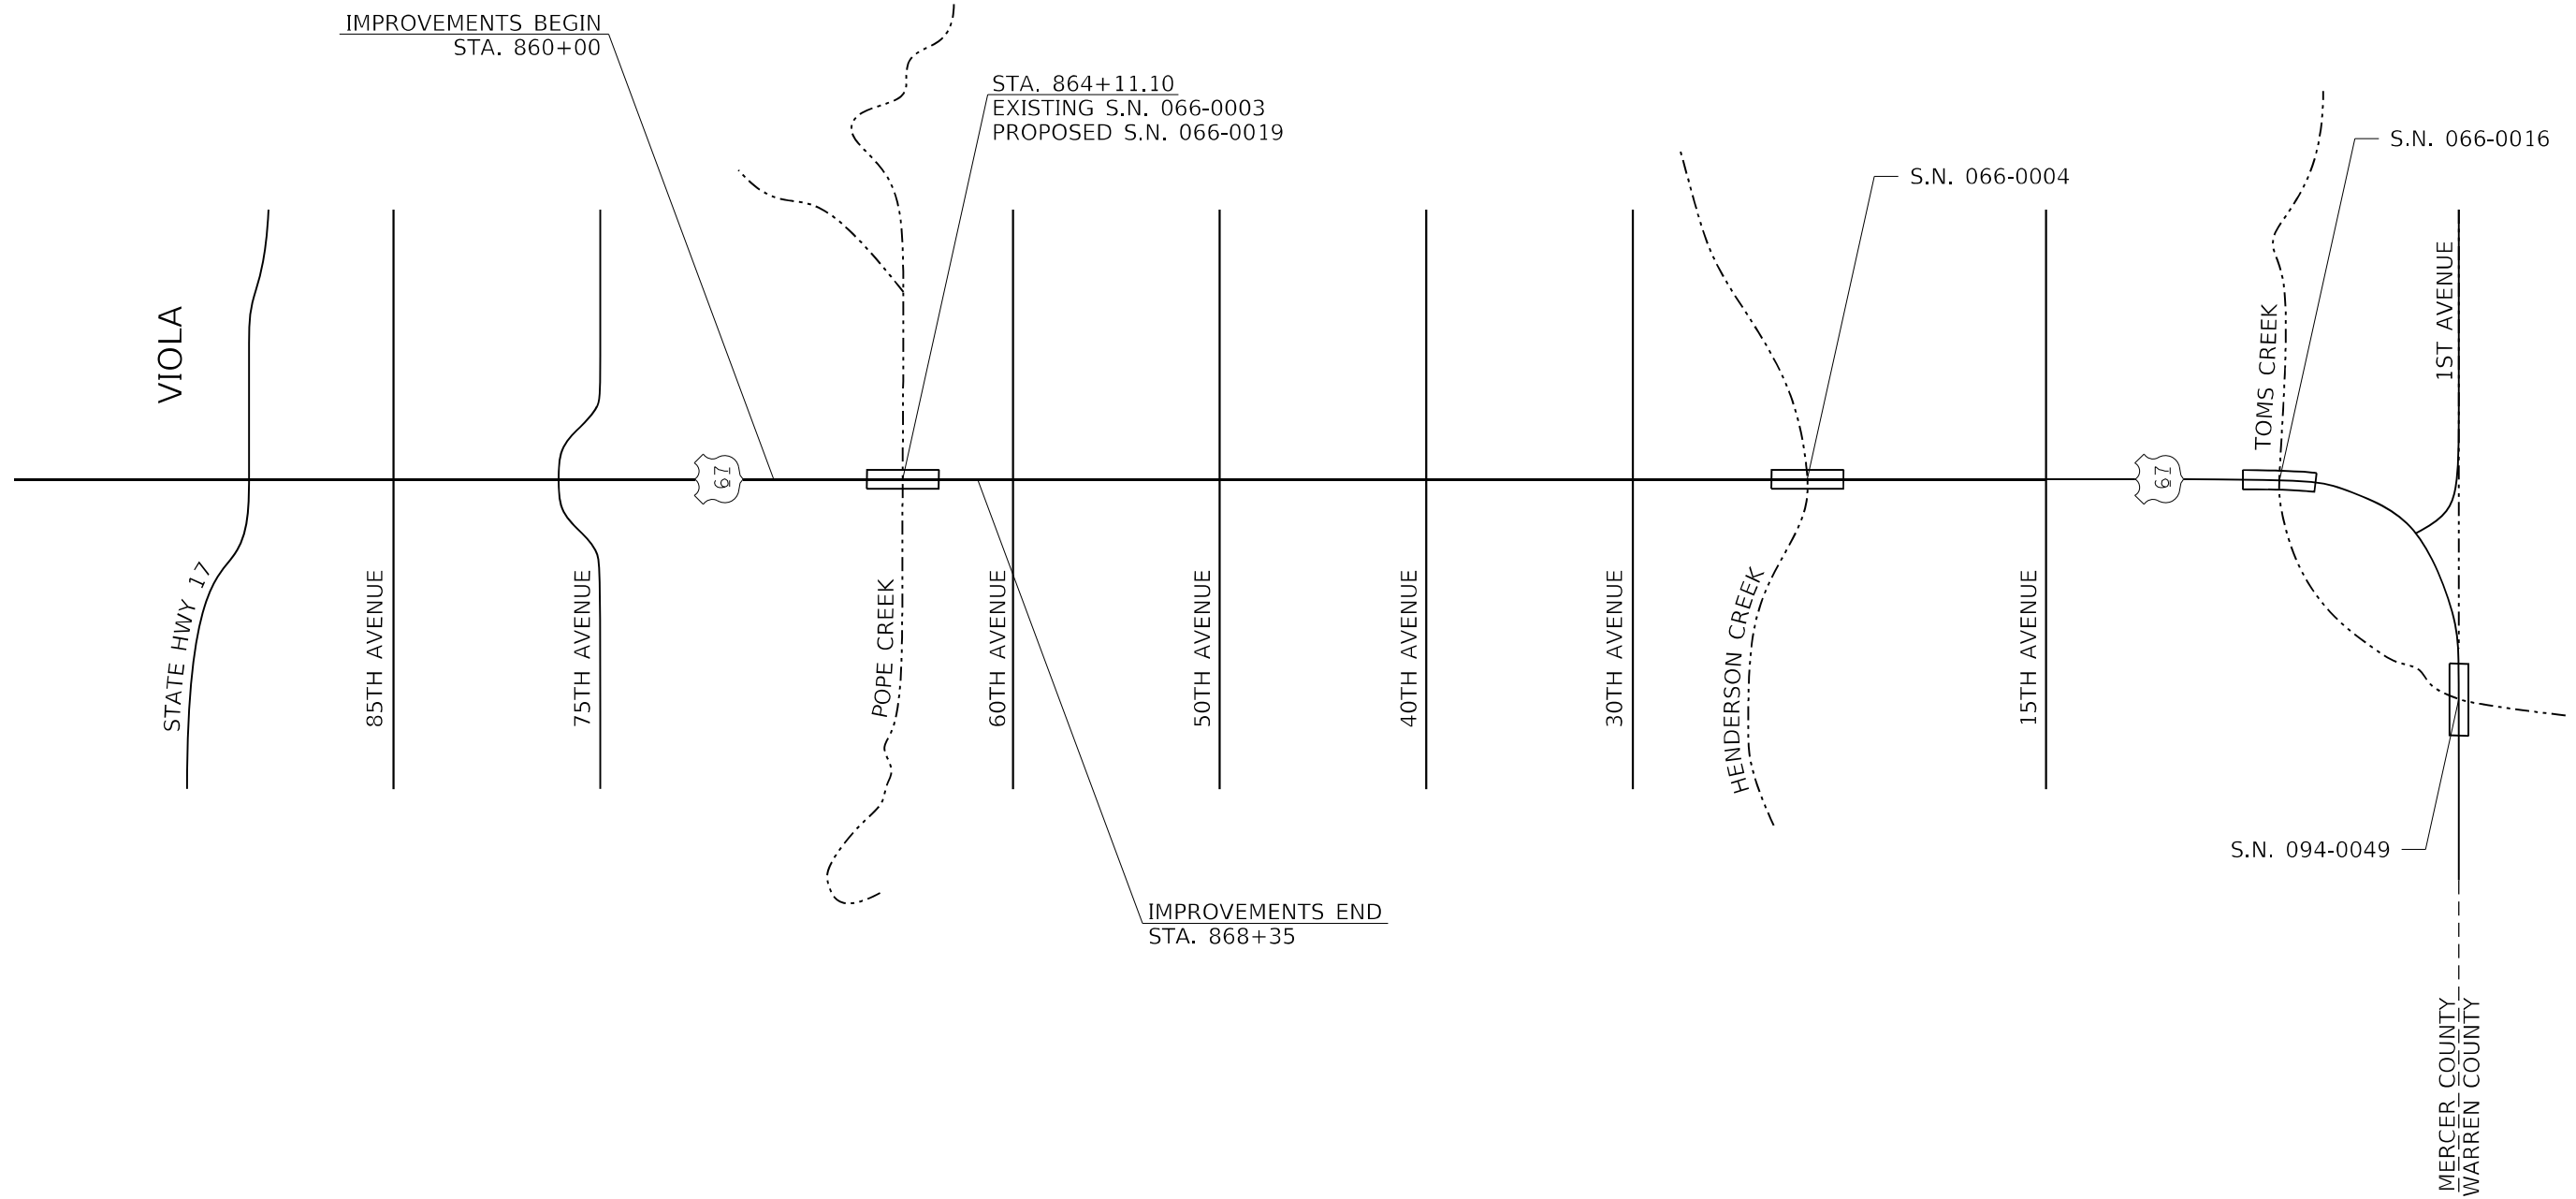 IMPROVEMENTS BEGIN
STA. 860+00
STA. 864+11.10
EXISTING S.N. 066-0003
PROPOSED S.N. 066-0019
S.N. 066-0004
S.N. 066-0016
VIOLA
STATE HWY 17
85TH AVENUE
75TH AVENUE
67
POPE CREEK
60TH AVENUE
50TH AVENUE
40TH AVENUE
30TH AVENUE
HENDERSON CREEK
15TH AVENUE
67
TOMS CREEK
1ST AVENUE
S.N. 094-0049
IMPROVEMENTS END
STA. 868+35
MERCER COUNTY
WARREN COUNTY